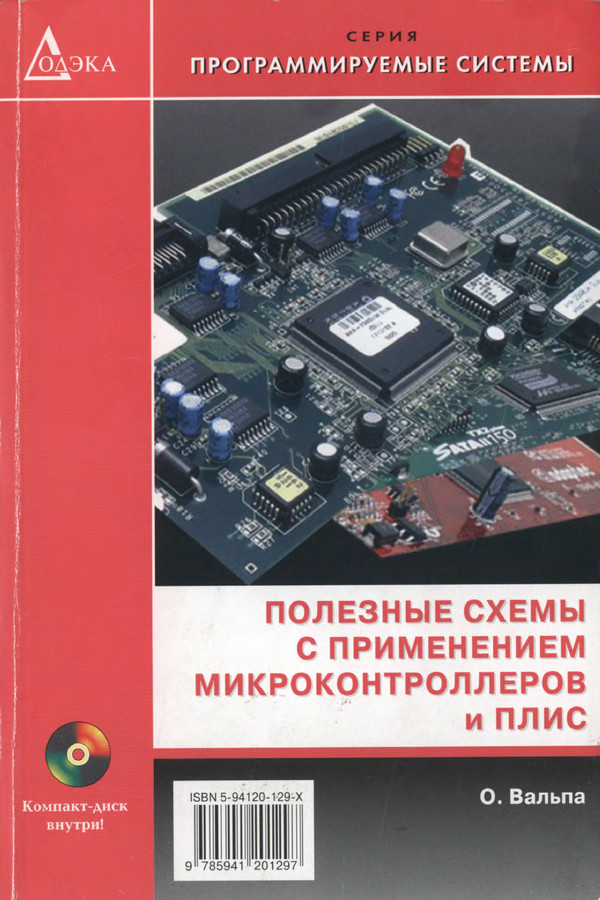 ДОДЭКА
СЕРИЯ
ПРОГРАММИРУЕМЫЕ СИСТЕМЫ
SATAII150
ПОЛЕЗНЫЕ СХЕМЫ
С ПРИМЕНЕНИЕМ
МИКРОКОНТРОЛЛЕРОВ
и ПЛИС
Компакт-диск
внутри!
ISBN 5-94120-129-X
9 785941 201297
О. Вальпа